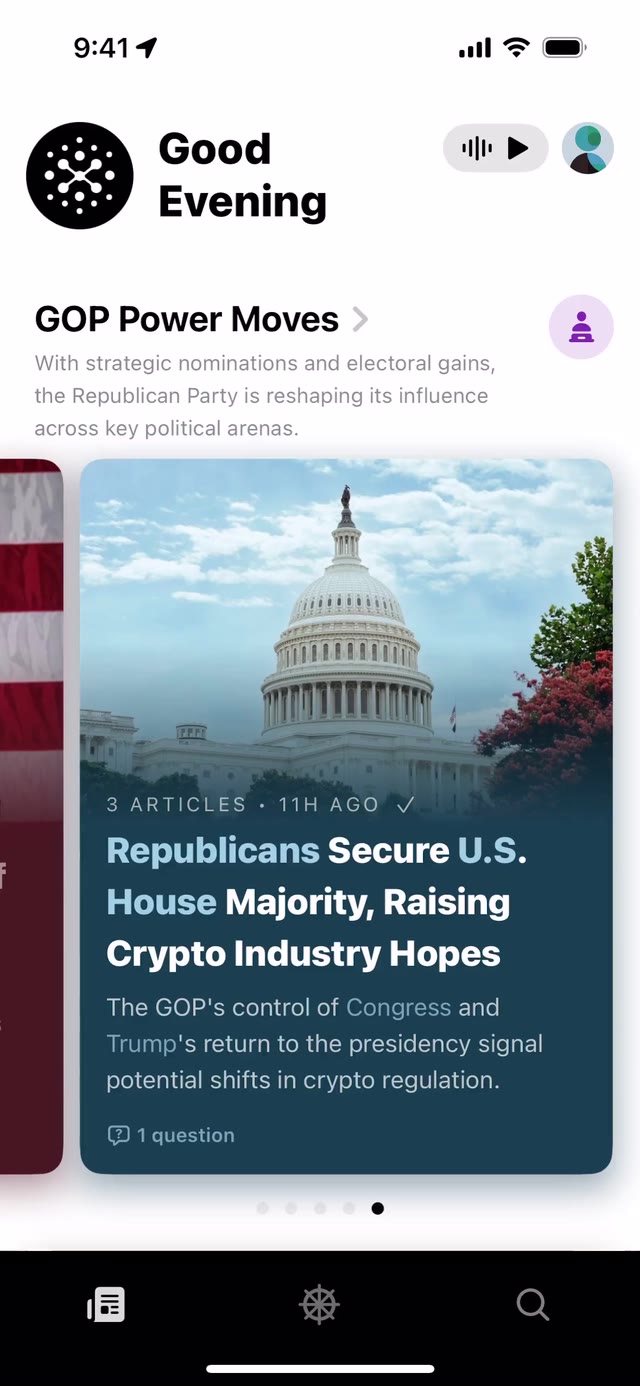 9:41
Good
Evening
GOP Power Moves
With strategic nominations and electoral gains,
the Republican Party is reshaping its influence
across key political arenas.
3 ARTICLES • 11H AGO
Republicans Secure U.S.
House Majority, Raising
Crypto Industry Hopes
The GOP's control of Congress and
Trump's return to the presidency signal
potential shifts in crypto regulation.
1 question